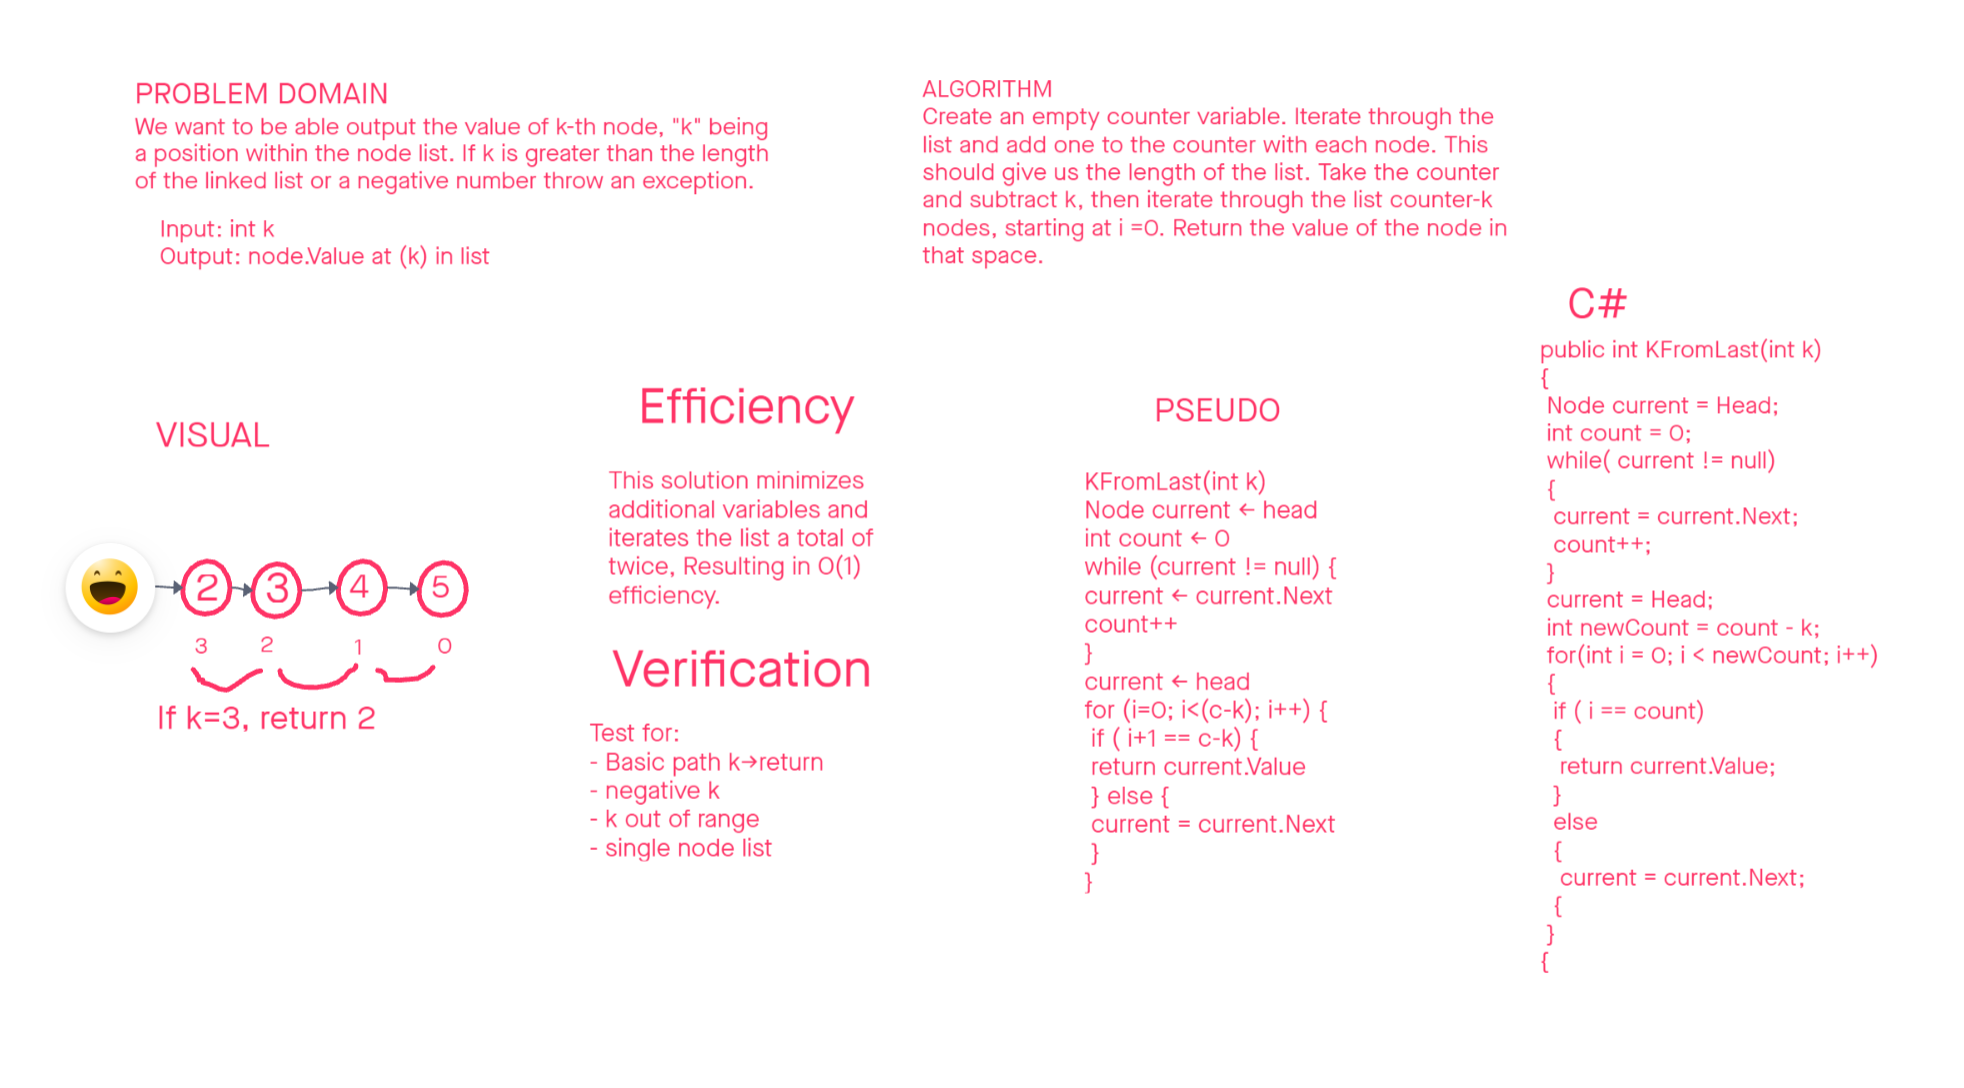 PROBLEM DOMAIN
We want to be able output the value of k-th node, "k" being
a position within the node list. If k is greater than the length
of the linked list or a negative number throw an exception.
Input: int k
Output: node.Value at (k) in list
ALGORITHM
Create an empty counter variable. Iterate through the
list and add one to the counter with each node. This
should give us the length of the list. Take the counter
and subtract k, then iterate through the list counter-k
nodes, starting at i =0. Return the value of the node in
that space.
VISUAL
2 3 4 5
3 2 1 0
If k=3, return 2
Efficiency
This solution minimizes
additional variables and
iterates the list a total of
twice, Resulting in O(1)
efficiency.
Verification
Test for:
- Basic path k→return
- negative k
- k out of range
- single node list
PSEUDO
KFromLast(int k)
Node current ← head
int count ← 0
while (current != null) {
current ← current.Next
count++
}
current ← head
for (i=0; i<(c-k); i++) {
if ( i+1 == c-k) {
return current.Value
} else {
current = current.Next
}
}
C#
public int KFromLast(int k)
{
Node current = Head;
int count = 0;
while( current != null)
{
current = current.Next;
count++;
}
current = Head;
int newCount = count - k;
for(int i = 0; i < newCount; i++)
{
if ( i == count)
{
return current.Value;
}
else
{
current = current.Next;
{
}
{